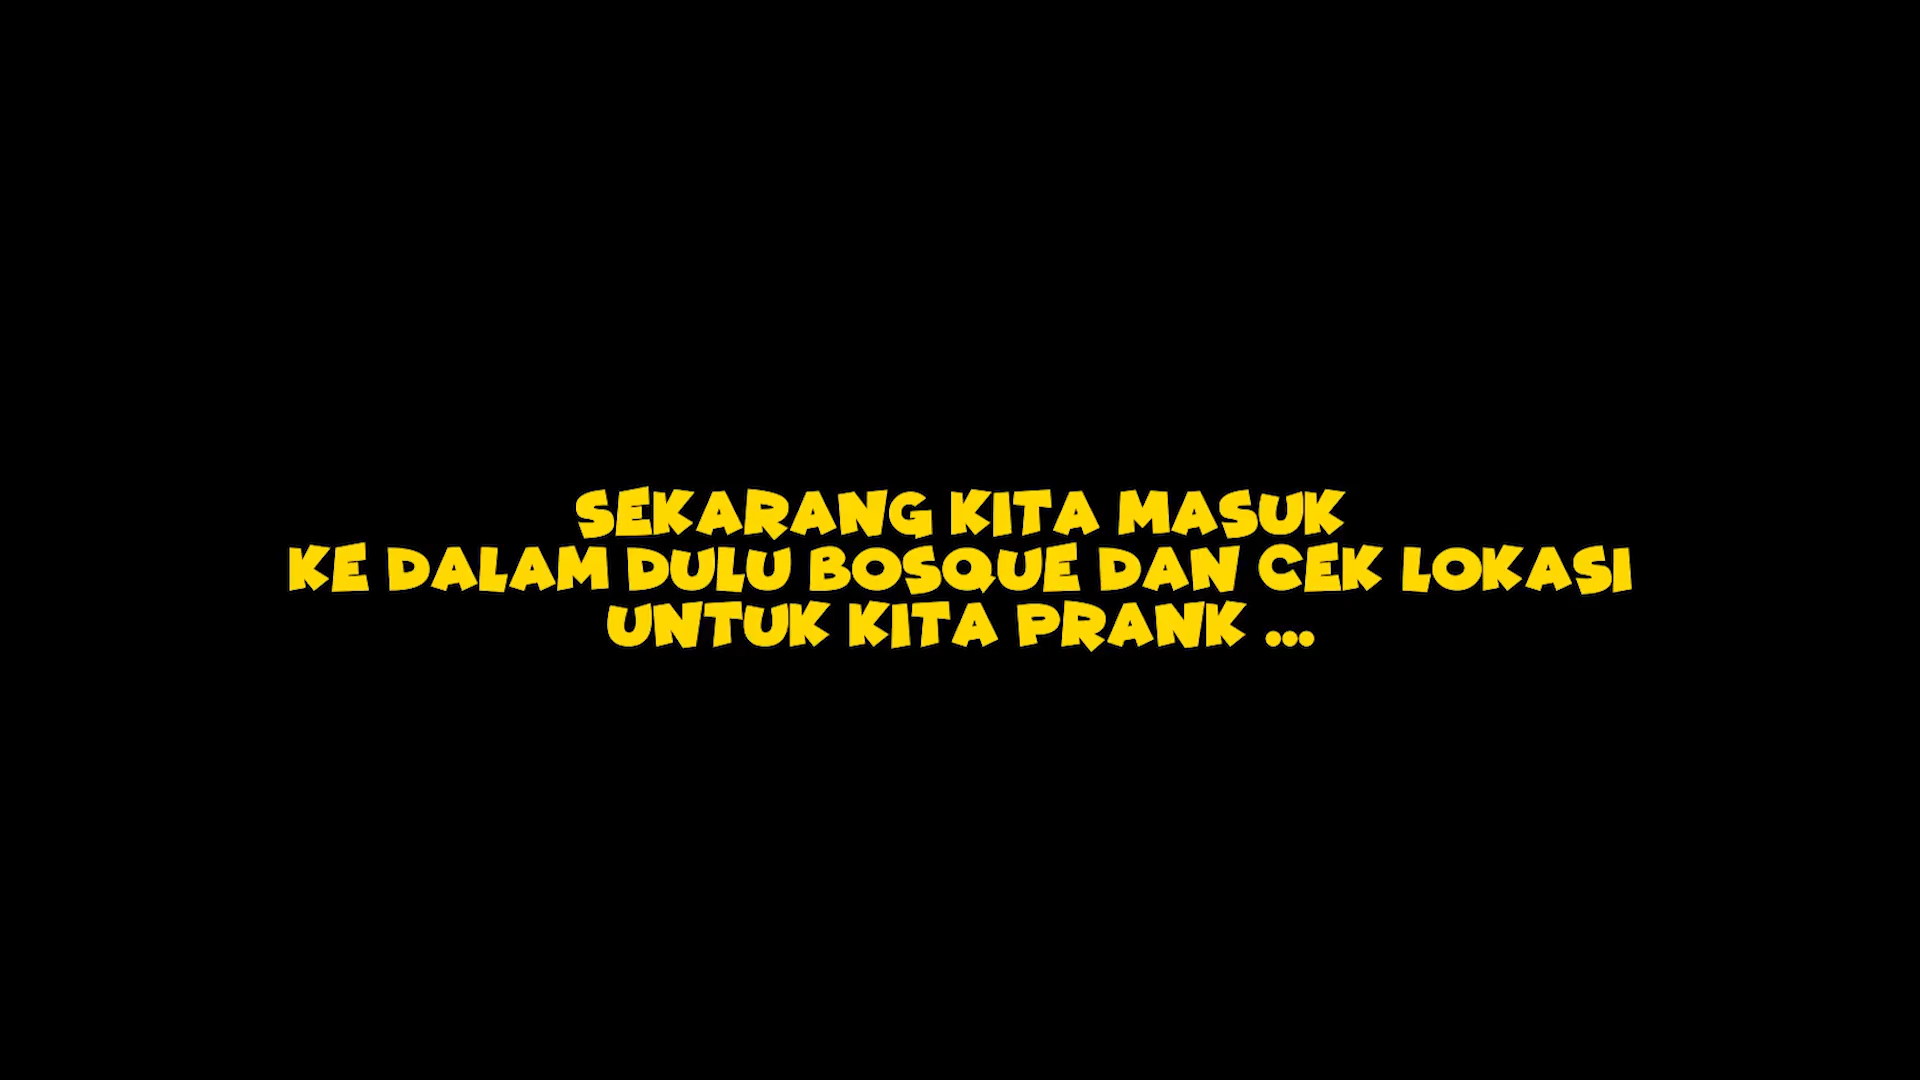 SEKARANG KITA MASUK
KE DALAM DULU BOSQUE DAN CEK LOKASI
UNTUK KITA PRANK ...